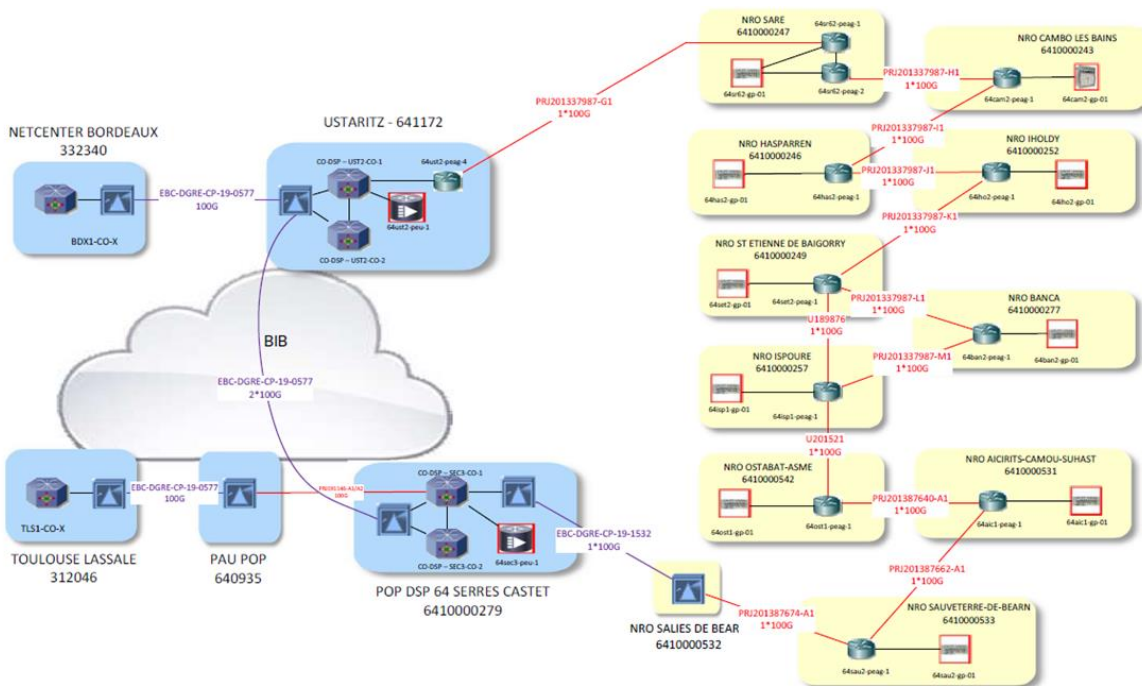 NRO SARE
6410000247
64sr62-peag-1
64sr62-gp-01
64sr62-peag-2
PRJ201337987-H1
1*100G
NRO CAMBO LES BAINS
6410000243
64cam2-peag-1
64cam2-gp-01
PRJ201337987-G1
1*100G
NETCENTER BORDEAUX
332340
BDX1-CO-X
EBC-DGRE-CP-19-0577
100G
USTARITZ - 641172
CO-DSP – UST2-CO-1
64ust2-peag-4
64ust2-peu-1
CO-DSP – UST2-CO-2
PRJ201337987-I1
1*100G
NRO HASPARREN
6410000246
64has2-gp-01
64has2-peag-1
PRJ201337987-J1
1*100G
NRO IHOLDY
6410000252
64iho2-peag-1
64iho2-gp-01
PRJ201337987-K1
1*100G
NRO ST ETIENNE DE BAIGORRY
6410000249
64set2-gp-01
64set2-peag-1
PRJ201337987-L1
1*100G
U189876
1*100G
NRO BANCA
6410000277
64ban2-peag-1
64ban2-gp-01
PRJ201337987-M1
1*100G
NRO ISPOURE
6410000257
64isp1-gp-01
64isp1-peag-1
U201521
1*100G
BIB
EBC-DGRE-CP-19-0577
2*100G
TLS1-CO-X
TOULOUSE LASSALE
312046
EBC-DGRE-CP-19-0577
100G
PAU POP
640935
100G
CO-DSP – SEC3-CO-1
64sec3-peu-1
CO-DSP – SEC3-CO-2
POP DSP 64 SERRES CASTET
6410000279
EBC-DGRE-CP-19-1532
1*100G
NRO OSTABAT-ASME
6410000542
64ost1-gp-01
64ost1-peag-1
PRJ201387640-A1
1*100G
NRO AICIRITS-CAMOU-SUHAST
6410000531
64aic1-peag-1
64aic1-gp-01
PRJ201387662-A1
1*100G
NRO SALIES DE BEAR
6410000532
PRJ201387674-A1
1*100G
NRO SAUVETERRE-DE-BEARN
6410000533
64sau2-peag-1
64sau2-gp-01